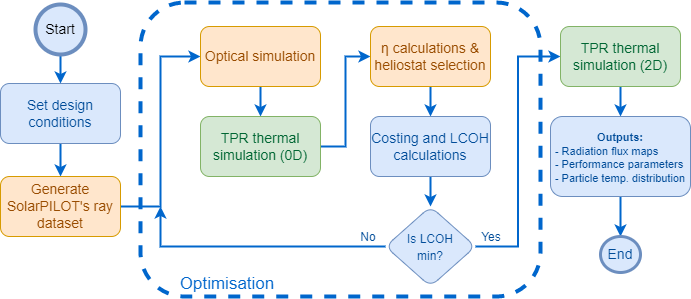 Start
Set design
conditions
Generate
SolarPILOT's ray
dataset
Optical simulation
TPR thermal
simulation (0D)
η calculations &
heliostat selection
Costing and LCOH
calculations
Is LCOH
min?
No
Yes
Optimisation
TPR thermal
simulation (2D)
Outputs:
- Radiation flux maps
- Performance parameters
- Particle temp. distribution
End